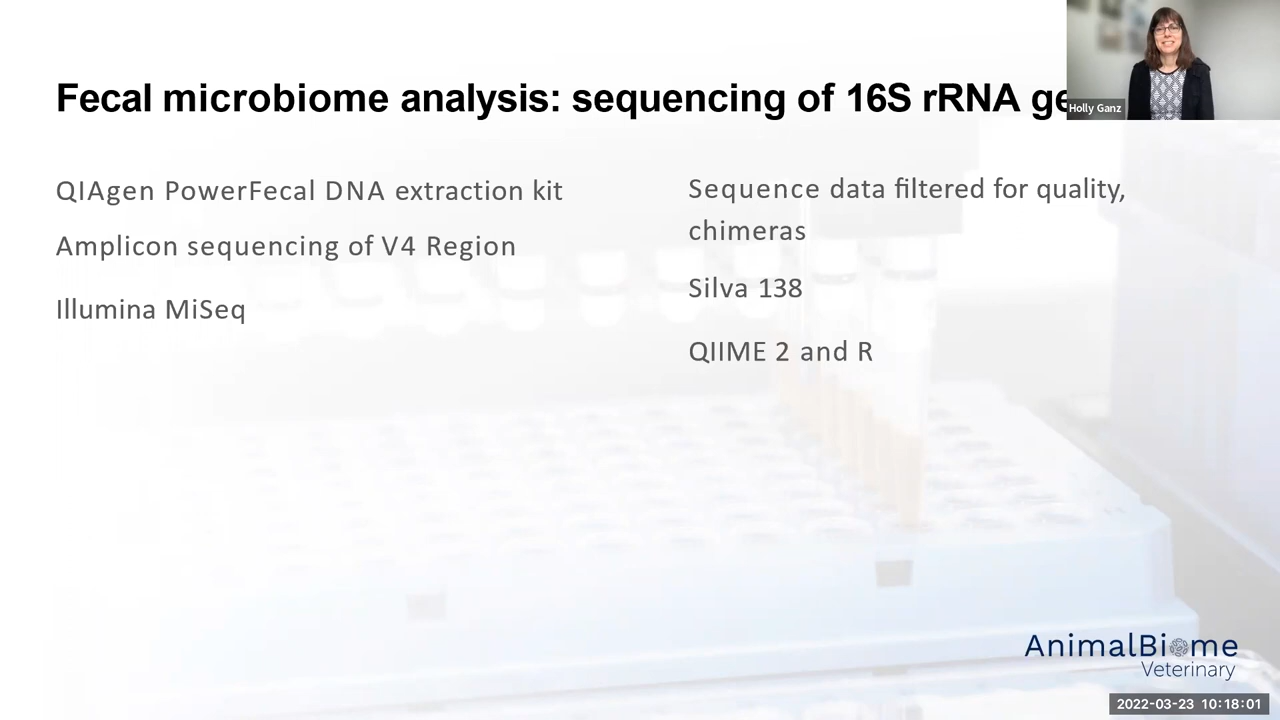 Fecal microbiome analysis: sequencing of 16S rRNA ge
Holly Ganz
QIAgen PowerFecal DNA extraction kit
Amplicon sequencing of V4 Region
Illumina MiSeq
Sequence data filtered for quality,
chimeras
Silva 138
QIIME 2 and R
AnimalBiome
Veterinary
2022-03-23 10:18:01